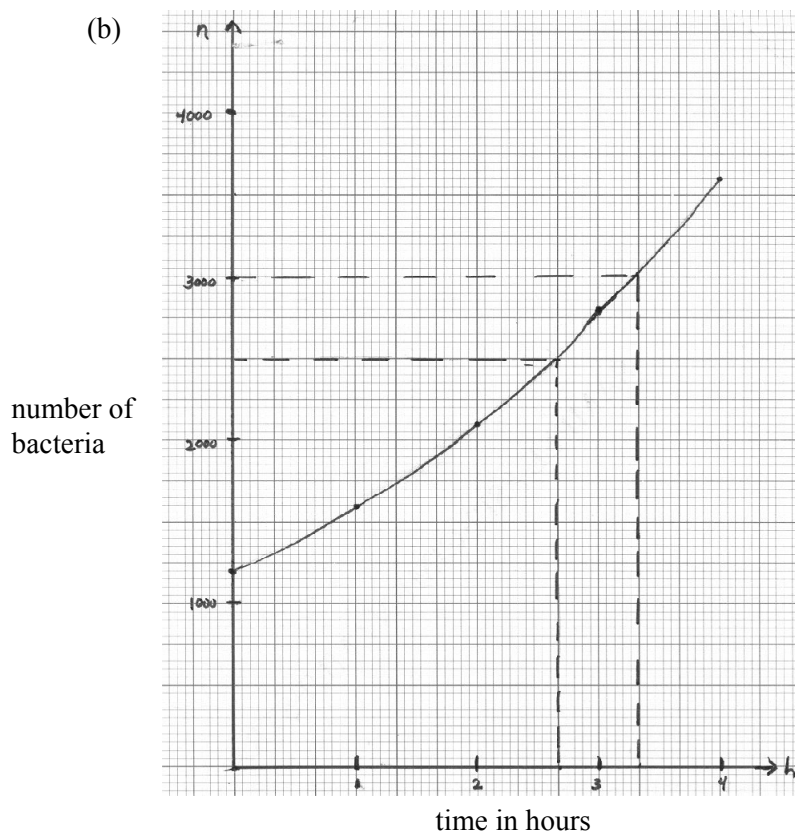 (b)
n
4000
3000
number of
bacteria
2000
1000
1 2 3 4 h
time in hours